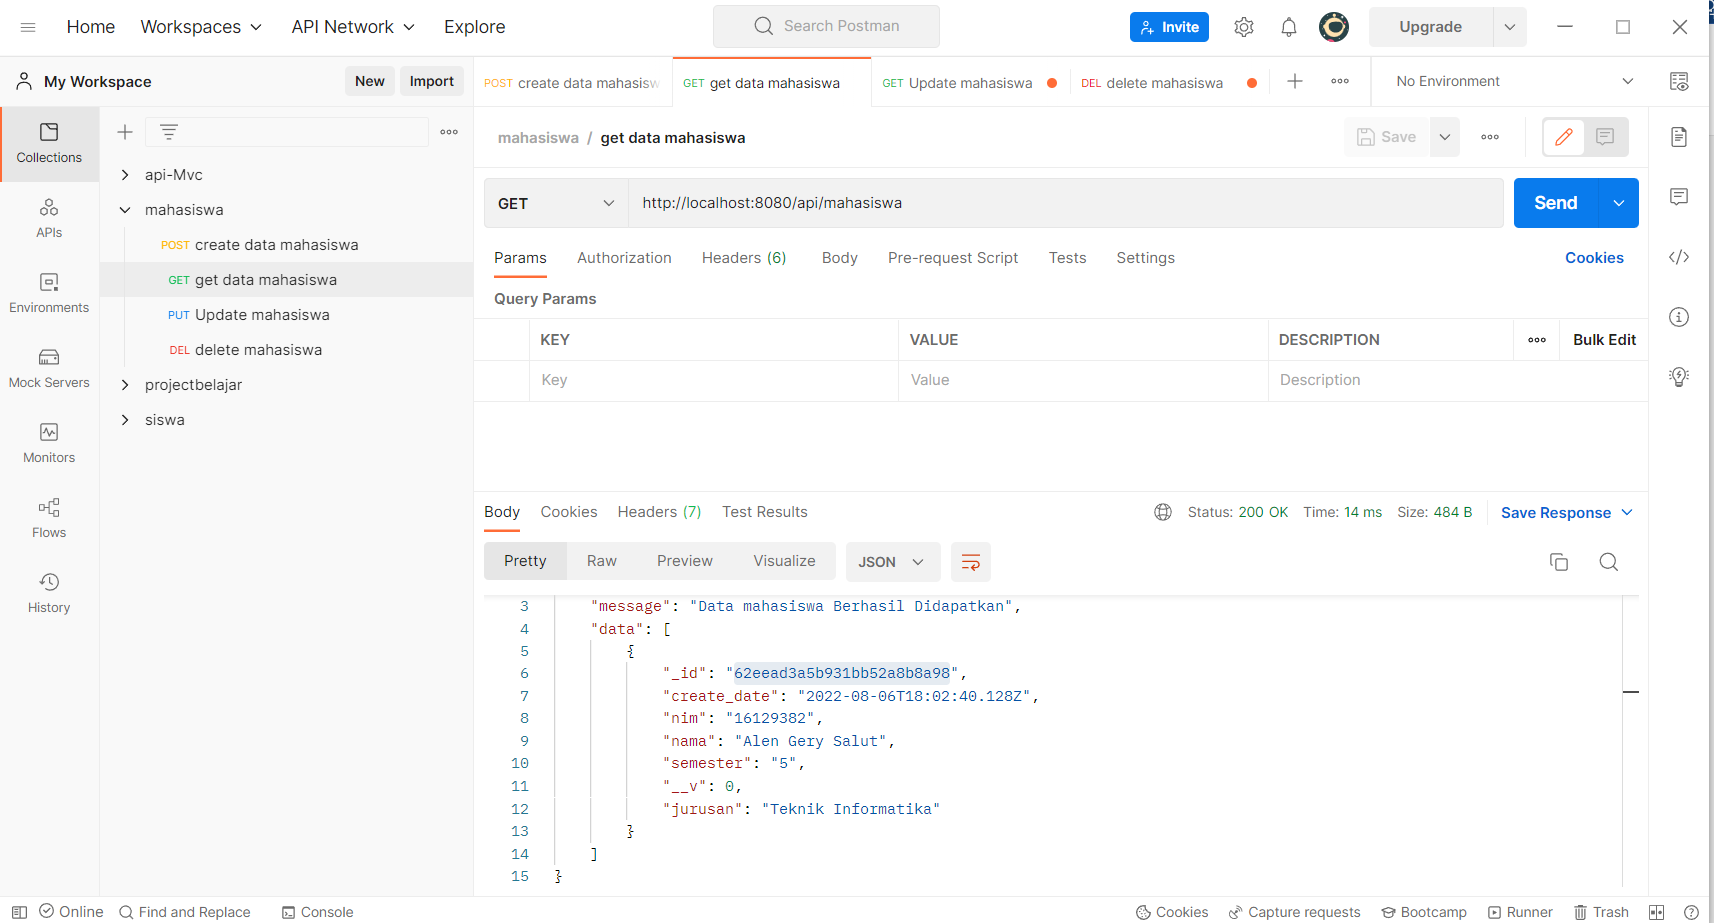 Home Workspaces API Network Explore Search Postman Invite Upgrade
My Workspace New Import
POST create data mahasisw GET get data mahasiswa GET Update mahasiswa DEL delete mahasiswa No Environment
Collections
APIs
Environments
Mock Servers
Monitors
Flows
History
api-Mvc
mahasiswa
POST create data mahasiswa
GET get data mahasiswa
PUT Update mahasiswa
DEL delete mahasiswa
projectbelajar
siswa
mahasiswa / get data mahasiswa Save
GET http://localhost:8080/api/mahasiswa Send
Params Authorization Headers (6) Body Pre-request Script Tests Settings Cookies
Query Params
KEY VALUE DESCRIPTION Bulk Edit
Key Value Description
Body Cookies Headers (7) Test Results Status: 200 OK Time: 14 ms Size: 484 B Save Response
Pretty Raw Preview Visualize JSON
3 "message": "Data mahasiswa Berhasil Didapatkan",
4 "data": [
5 {
6 "_id": "62eead3a5b931bb52a8b8a98",
7 "create_date": "2022-08-06T18:02:40.128Z",
8 "nim": "16129382",
9 "nama": "Alen Gery Salut",
10 "semester": "5",
11 "__v": 0,
12 "jurusan": "Teknik Informatika"
13 }
14 ]
15 }
Online Find and Replace Console Cookies Capture requests Bootcamp Runner Trash